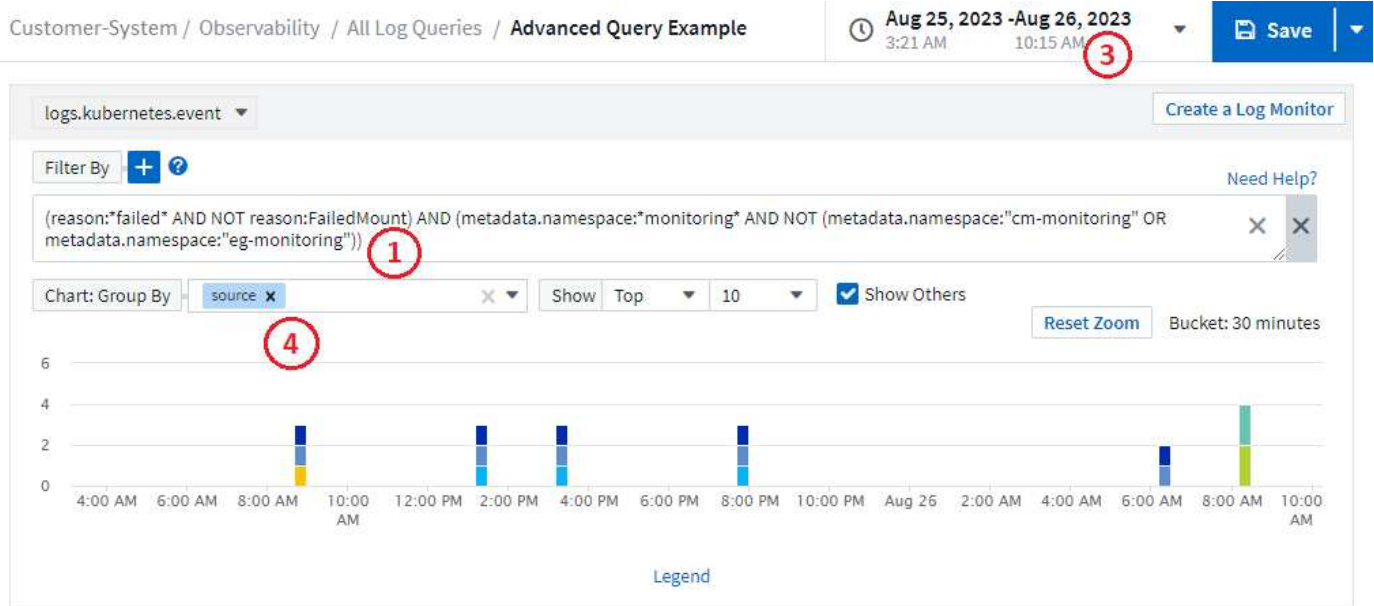 Customer-System / Observability / All Log Queries / Advanced Query Example
Aug 25, 2023 -Aug 26, 2023
3:21 AM 10:15 AM
3
Save
logs.kubernetes.event
Create a Log Monitor
Filter By + ?
Need Help?
(reason:*failed* AND NOT reason:FailedMount) AND (metadata.namespace:*monitoring* AND NOT (metadata.namespace:"cm-monitoring" OR
metadata.namespace:"eg-monitoring"))
1
Chart: Group By source x Show Top 10 Show Others
4
Reset Zoom Bucket: 30 minutes
6
4
2
0
4:00 AM 6:00 AM 8:00 AM 10:00 AM 12:00 PM 2:00 PM 4:00 PM 6:00 PM 8:00 PM 10:00 PM Aug 26 2:00 AM 4:00 AM 6:00 AM 8:00 AM 10:00 AM
Legend